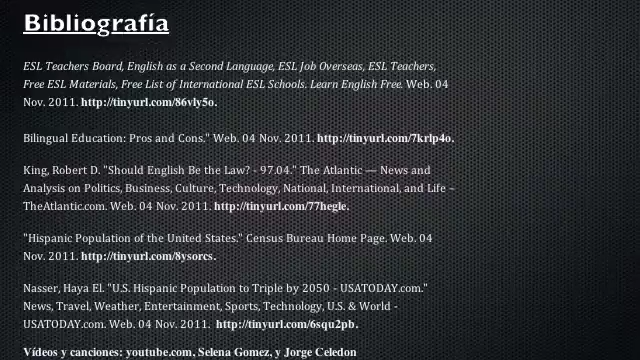 Bibliografía
ESL Teachers Board, English as a Second Language, ESL Job Overseas, ESL Teachers,
Free ESL Materials, Free List of International ESL Schools. Learn English Free. Web. 04
Nov. 2011. http://tinyurl.com/86vly5o.
Bilingual Education: Pros and Cons." Web. 04 Nov. 2011. http://tinyurl.com/7krlp4o.
King, Robert D. "Should English Be the Law? - 97.04." The Atlantic — News and
Analysis on Politics, Business, Culture, Technology, National, International, and Life –
TheAtlantic.com. Web. 04 Nov. 2011. http://tinyurl.com/77hegle.
"Hispanic Population of the United States." Census Bureau Home Page. Web. 04
Nov. 2011. http://tinyurl.com/8ysorcs.
Nasser, Haya El. "U.S. Hispanic Population to Triple by 2050 - USATODAY.com."
News, Travel, Weather, Entertainment, Sports, Technology, U.S. & World -
USATODAY.com. Web. 04 Nov. 2011. http://tinyurl.com/6squ2pb.
Vídeos y canciones: youtube.com, Selena Gomez, y Jorge Celedon